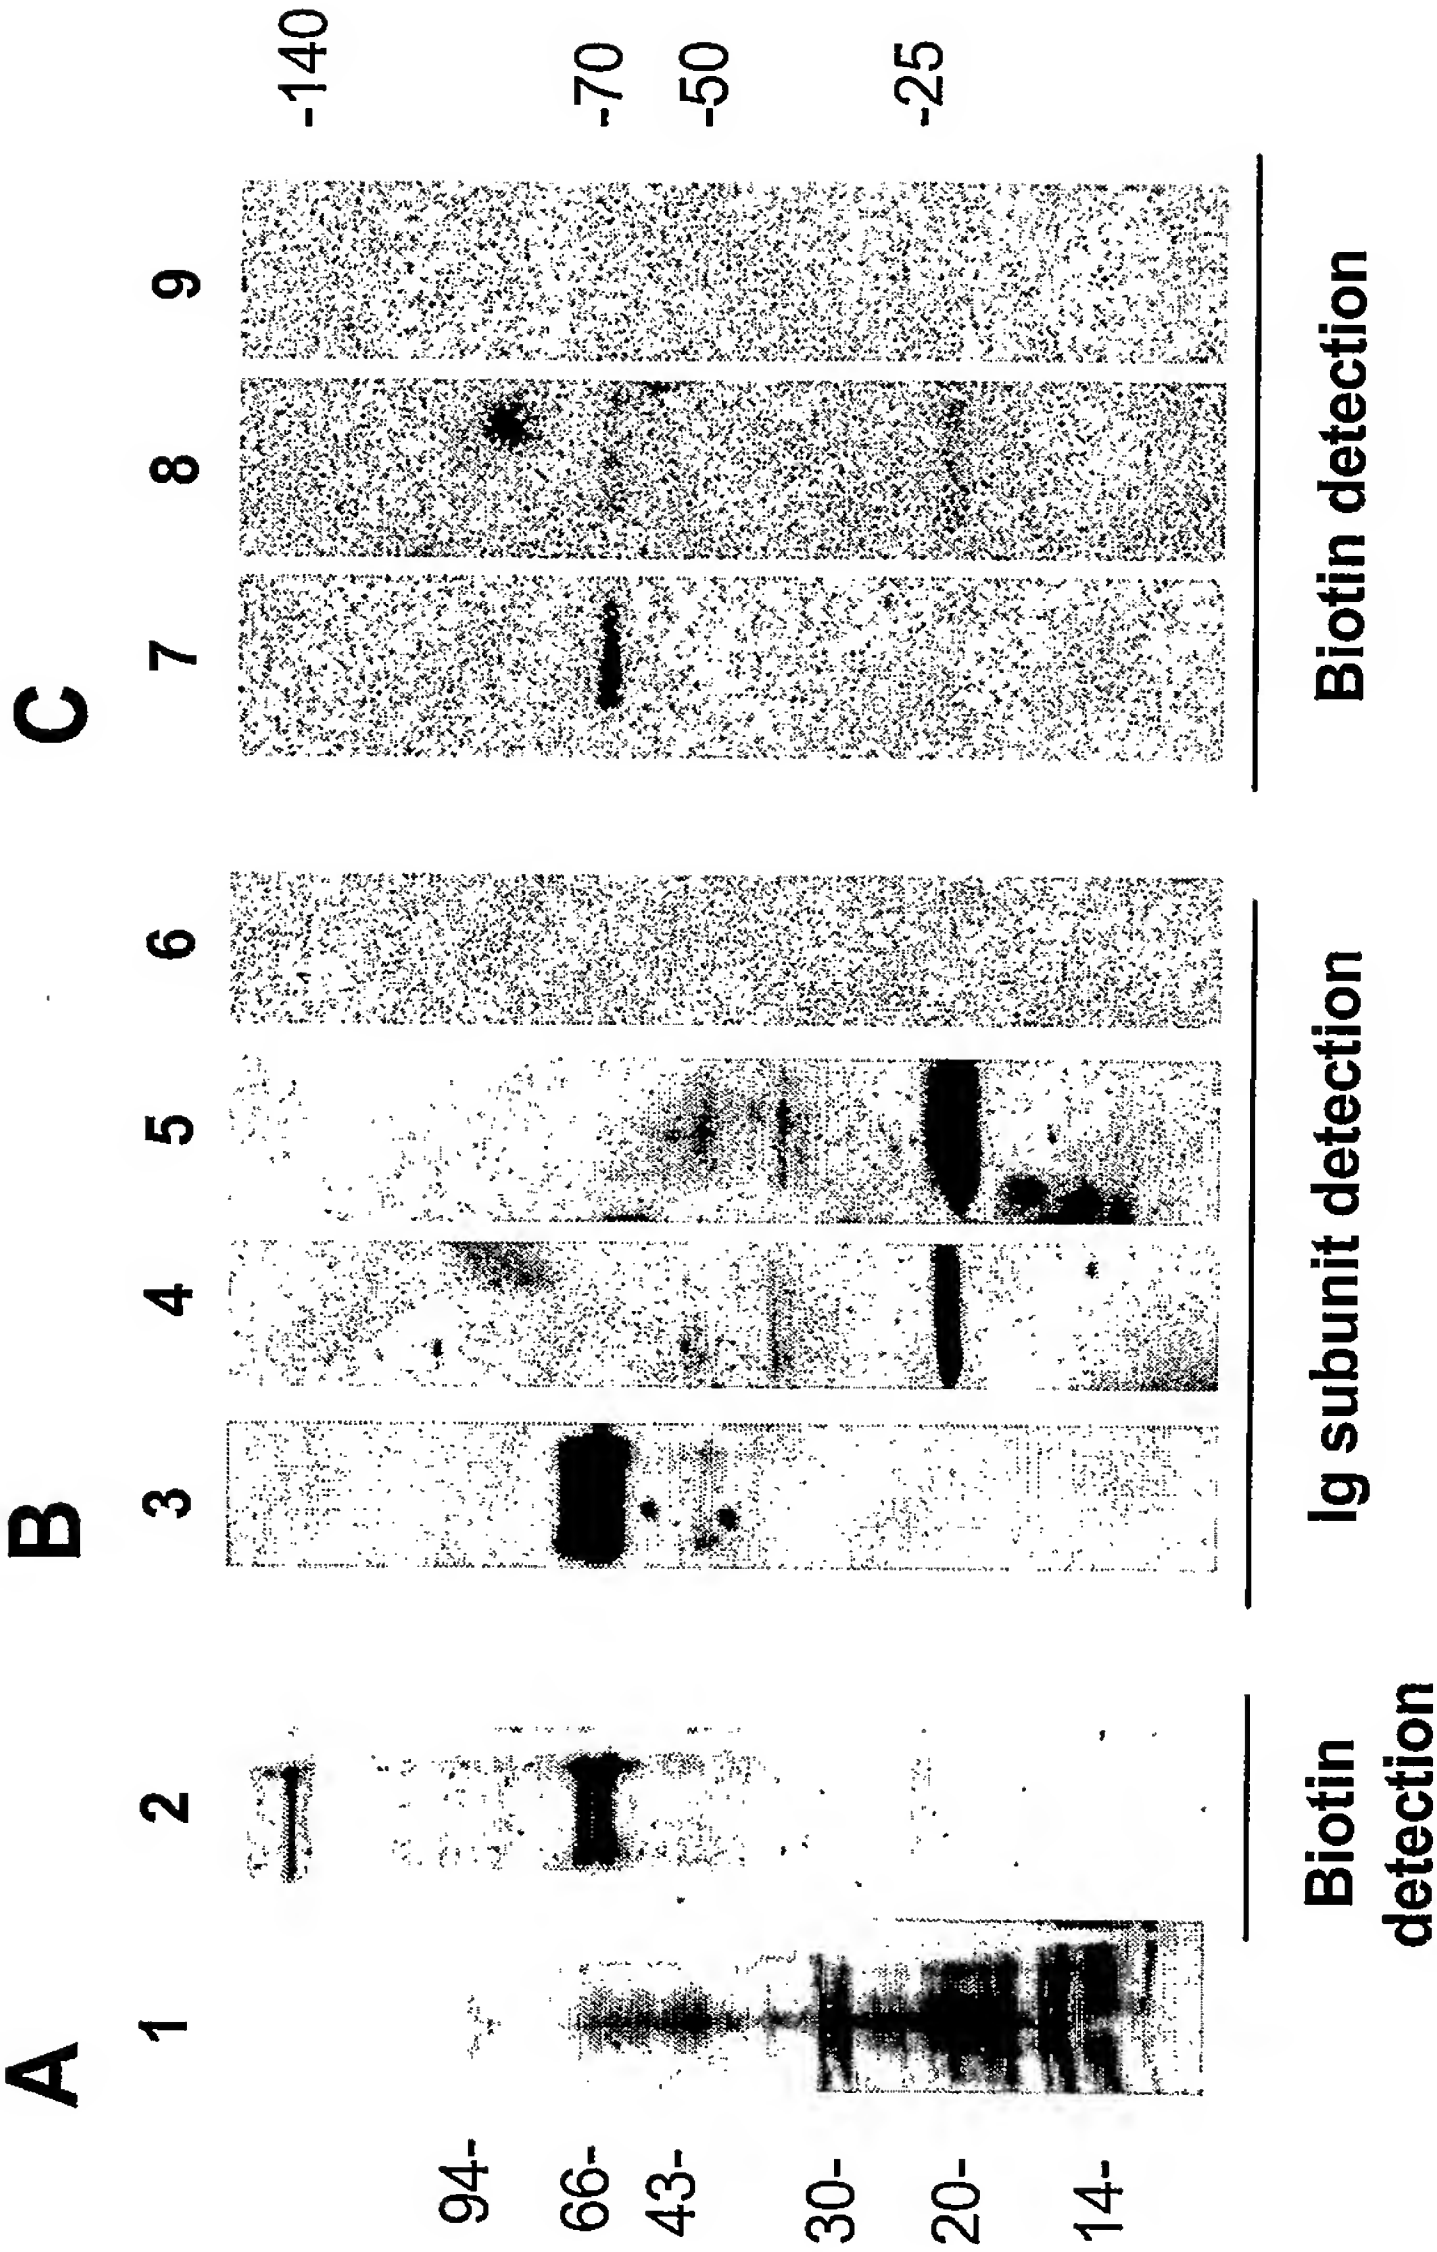 A B C
1 2 3 4 5 6 7 8 9
94-
66-
43-
30-
20-
14-
-140
-70
-50
-25
Biotin
detection
Ig subunit detection
Biotin detection